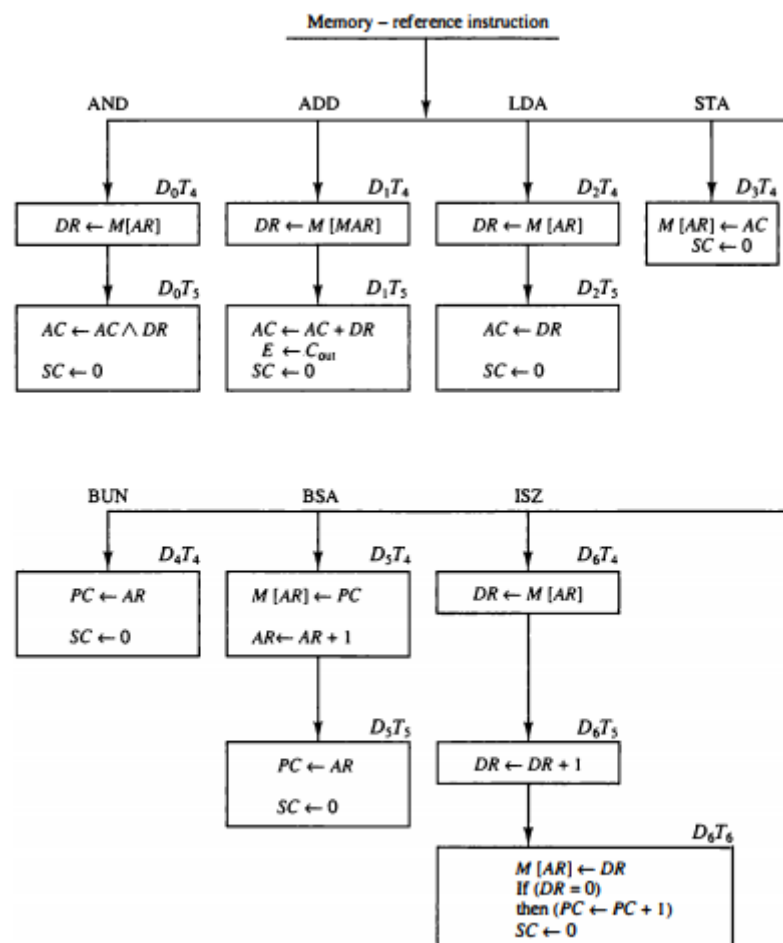 Memory – reference instruction
AND ADD LDA STA
D₀T₄ D₁T₄ D₂T₄ D₃T₄
DR ← M[AR] DR ← M [MAR] DR ← M [AR] M [AR] ← AC
SC ← 0
D₀T₅ D₁T₅ D₂T₅
AC ← AC ∧ DR AC ← AC + DR AC ← DR
E ← Cout
SC ← 0 SC ← 0 SC ← 0
BUN BSA ISZ
D₄T₄ D₅T₄ D₆T₄
PC ← AR M [AR] ← PC DR ← M [AR]
SC ← 0 AR ← AR + 1
D₅T₅ D₆T₅
PC ← AR DR ← DR + 1
SC ← 0
D₆T₆
M [AR] ← DR
If (DR = 0)
then (PC ← PC + 1)
SC ← 0